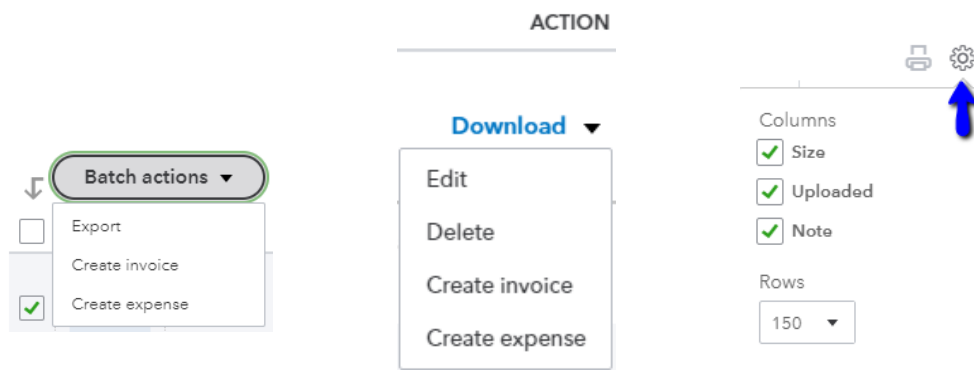 Batch actions
Export
Create invoice
Create expense
ACTION
Download
Edit
Delete
Create invoice
Create expense
Columns
Size
Uploaded
Note
Rows
150